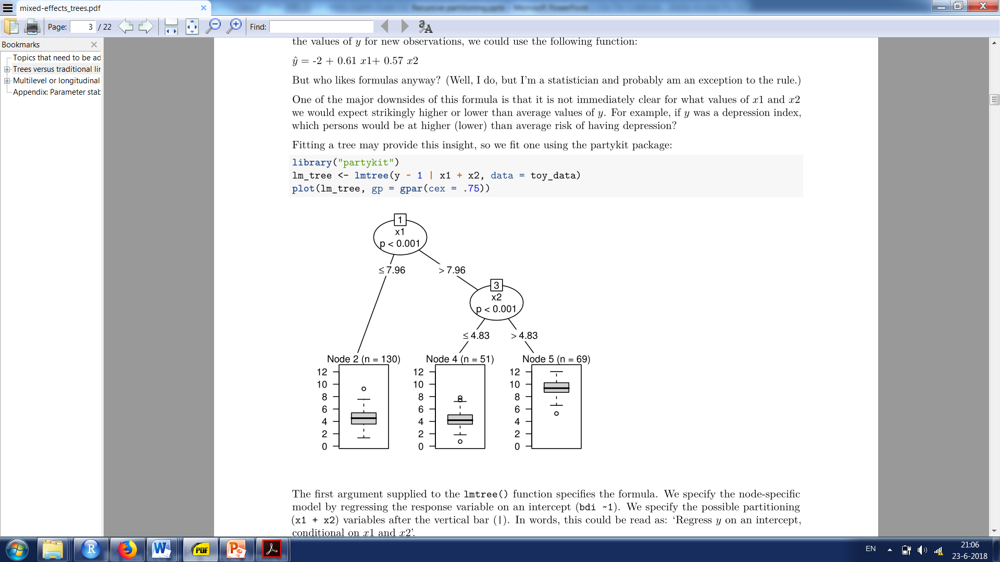 mixed-effects_trees.pdf
Recursive partitioning.pptx - Microsoft PowerPoint
Page: 3 / 22 Find:
Bookmarks
Topics that need to be ad
Trees versus traditional lir
Multilevel or longitudinal
Appendix: Parameter stab
the values of y for new observations, we could use the following function:
ŷ = -2 + 0.61 x1+ 0.57 x2
But who likes formulas anyway? (Well, I do, but I'm a statistician and probably am an exception to the rule.)
One of the major downsides of this formula is that it is not immediately clear for what values of x1 and x2
we would expect strikingly higher or lower than average values of y. For example, if y was a depression index,
which persons would be at higher (lower) than average risk of having depression?
Fitting a tree may provide this insight, so we fit one using the partykit package:
library("partykit")
lm_tree <- lmtree(y ~ 1 | x1 + x2, data = toy_data)
plot(lm_tree, gp = gpar(cex = .75))
1
x1
p < 0.001
≤ 7.96 > 7.96
3
x2
p < 0.001
≤ 4.83 > 4.83
Node 2 (n = 130) Node 4 (n = 51) Node 5 (n = 69)
12 12 12
10 10 10
8 8 8
6 6 6
4 4 4
2 2 2
0 0 0
The first argument supplied to the lmtree() function specifies the formula. We specify the node-specific
model by regressing the response variable on an intercept (bdi ~1). We specify the possible partitioning
(x1 + x2) variables after the vertical bar (|). In words, this could be read as: ‘Regress y on an intercept,
conditional on x1 and x2’.
EN
21:06
23-6-2018